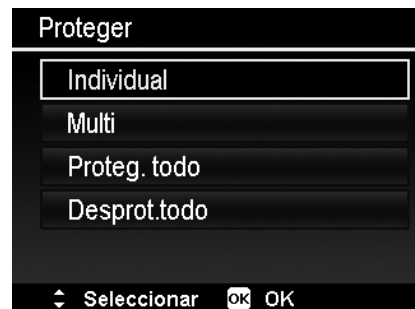 Proteger
Individual
Multi
Proteg. todo
Desprot.todo
Seleccionar OK OK